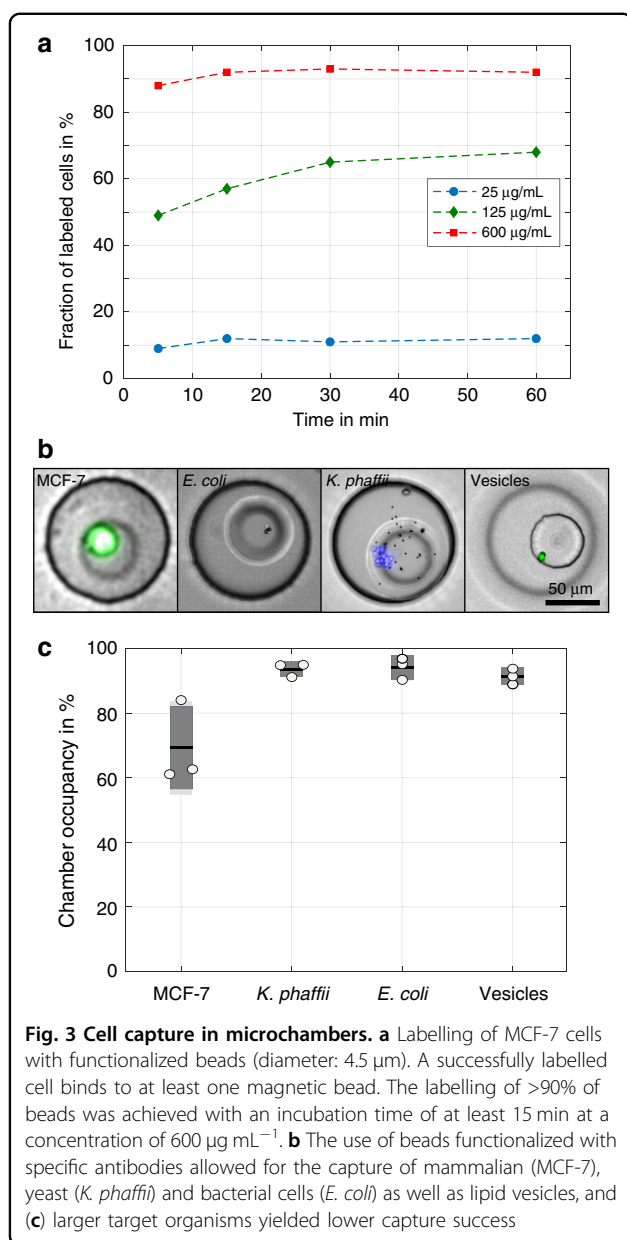 a
100
80
60
40
20
0
Fraction of labeled cells in %
25 µg/mL
125 µg/mL
600 µg/mL
0 10 20 30 40 50 60
Time in min
b
MCF-7 E. coli K. phaffii Vesicles
50 µm
c
100
80
60
40
20
0
Chamber occupancy in %
MCF-7 K. phaffii E. coli Vesicles
Fig. 3 Cell capture in microchambers. a Labelling of MCF-7 cells
with functionalized beads (diameter: 4.5 µm). A successfully labelled
cell binds to at least one magnetic bead. The labelling of >90% of
beads was achieved with an incubation time of at least 15 min at a
concentration of 600 µg mL⁻¹. b The use of beads functionalized with
specific antibodies allowed for the capture of mammalian (MCF-7),
yeast (K. phaffii) and bacterial cells (E. coli) as well as lipid vesicles, and
(c) larger target organisms yielded lower capture success